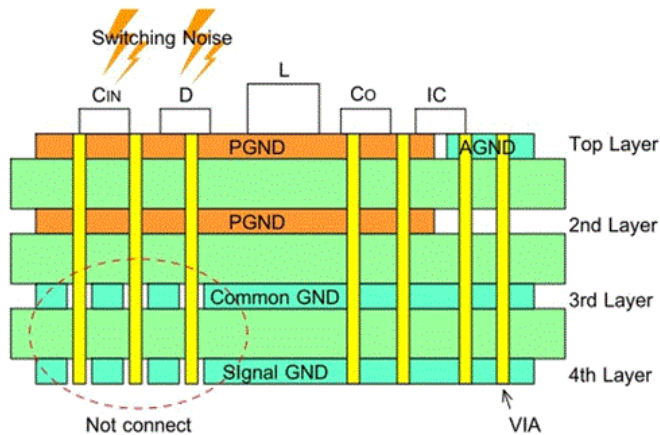 Switching Noise
CIN
D
L
CO
IC
PGND
AGND
Top Layer
PGND
2nd Layer
Common GND
3rd Layer
SIgnal GND
4th Layer
Not connect
VIA